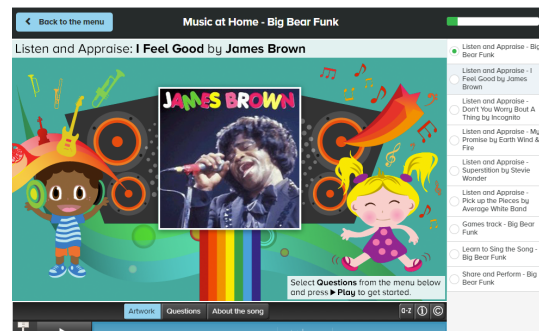 Back to the menu
Music at Home - Big Bear Funk
Listen and Appraise: I Feel Good by James Brown
JAMES BROWN
Select Questions from the menu below
and press ▶ Play to get started.
Artwork
Questions
About the song
Listen and Appraise - Big
Bear Funk
Listen and Appraise - I
Feel Good by James
Brown
Listen and Appraise -
Don't You Worry Bout A
Thing by Incognito
Listen and Appraise - My
Promise by Earth Wind &
Fire
Listen and Appraise -
Superstition by Stevie
Wonder
Listen and Appraise -
Pick up the Pieces by
Average White Band
Games track - Big Bear
Funk
Learn to Sing the Song -
Big Bear Funk
Share and Perform - Big
Bear Funk